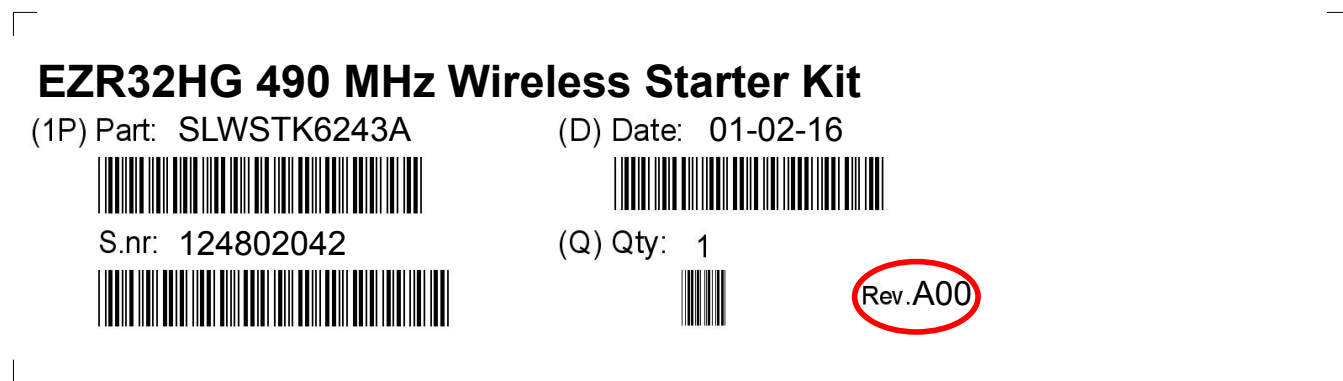 EZR32HG 490 MHz Wireless Starter Kit
(1P) Part: SLWSTK6243A (D) Date: 01-02-16
S.nr: 124802042 (Q) Qty: 1
Rev.A00